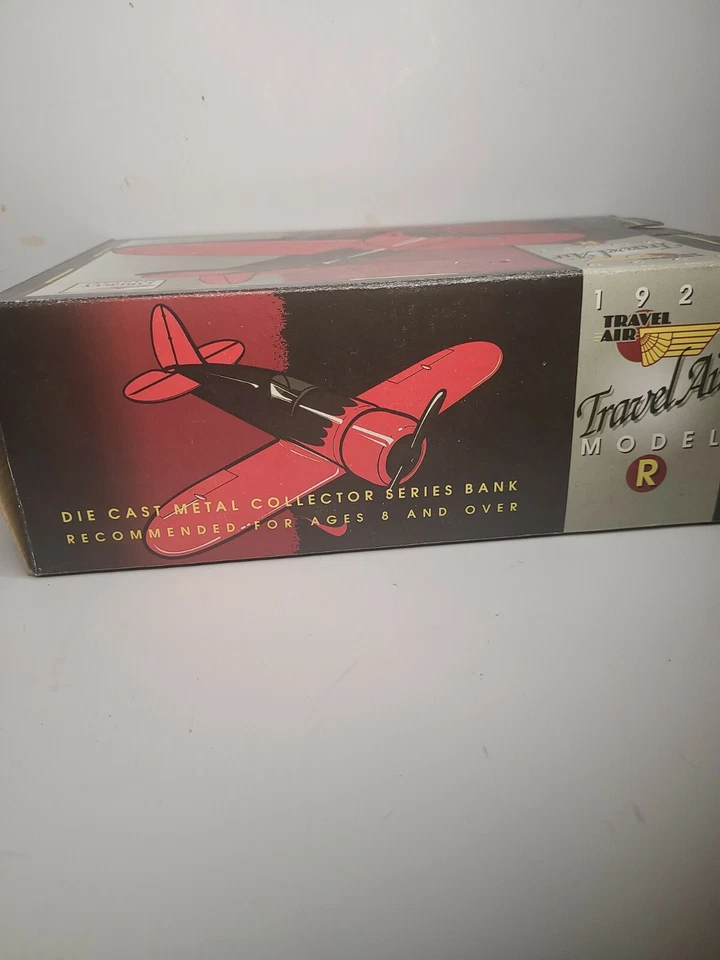 192
TRAVEL
AIR
Travel Ai
MODEL
R
DIE CAST METAL COLLECTOR SERIES BANK
RECOMMENDED FOR AGES 8 AND OVER